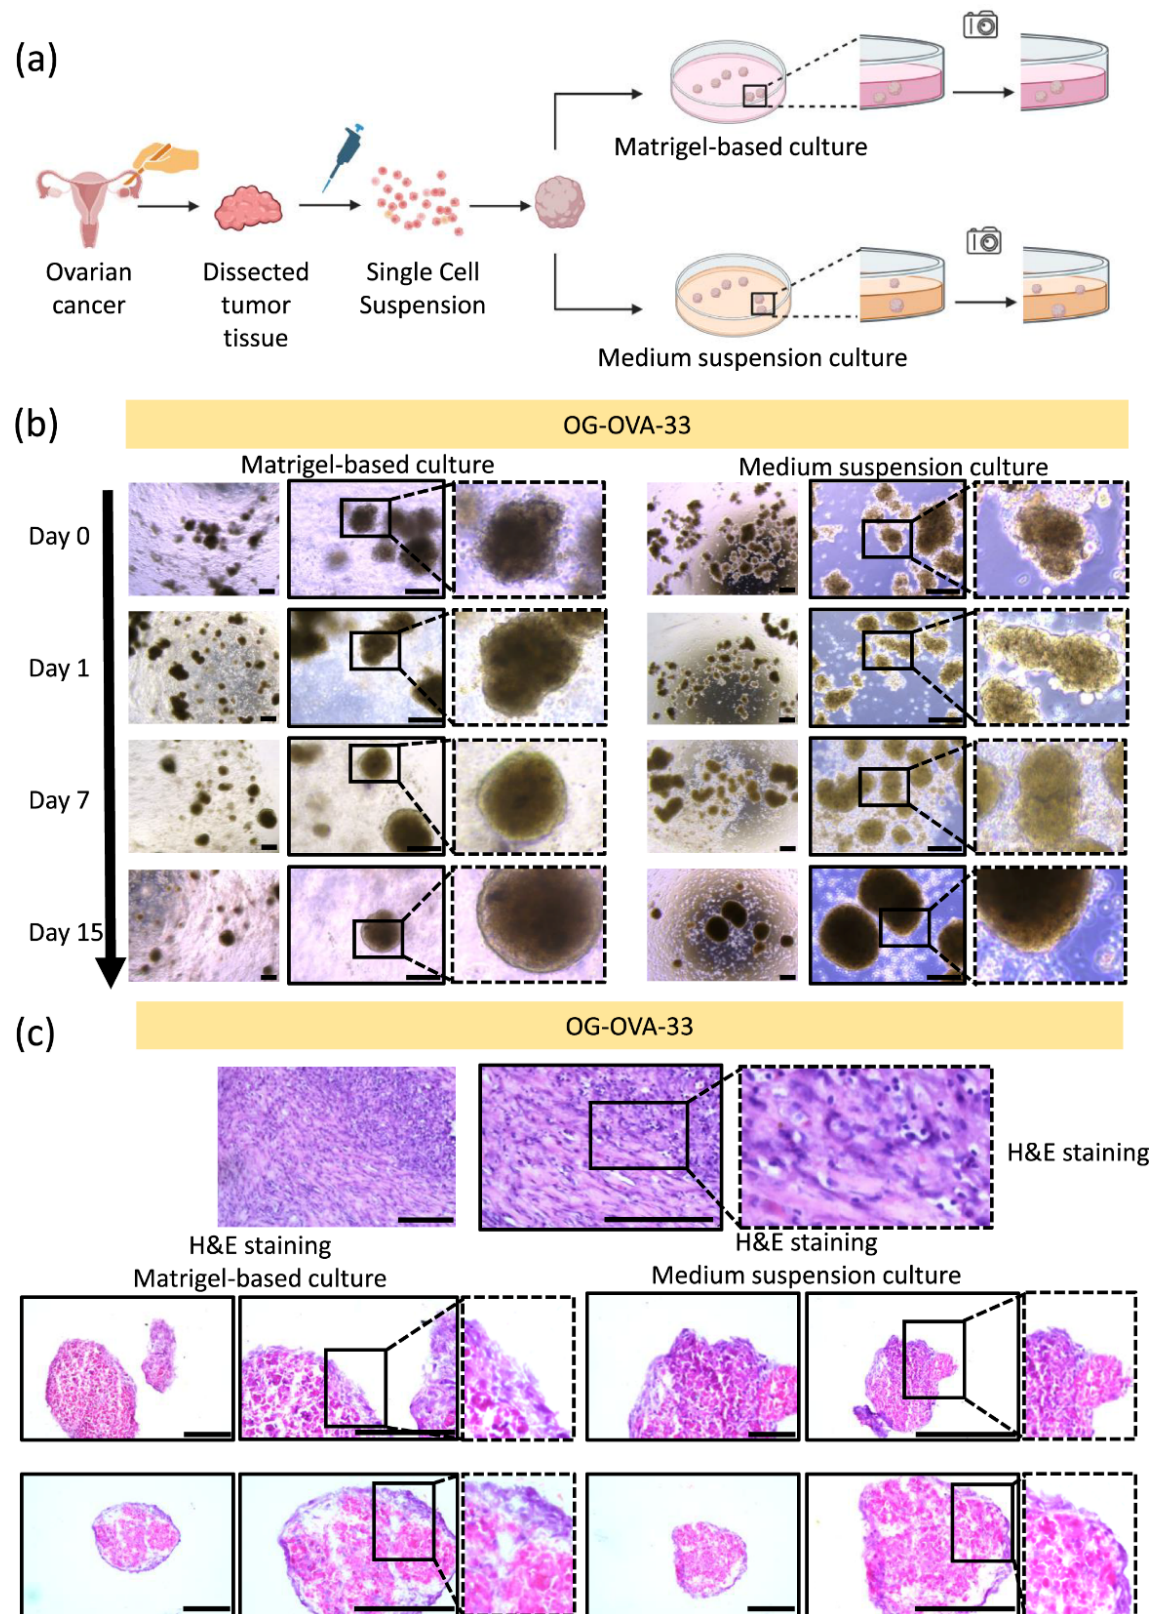 (a)
Matrigel-based culture
Ovarian
cancer
Dissected
tumor
tissue
Single Cell
Suspension
Medium suspension culture
(b)
OG-OVA-33
Matrigel-based culture
Medium suspension culture
Day 0
Day 1
Day 7
Day 15
(c)
OG-OVA-33
H&E staining
H&E staining
Matrigel-based culture
H&E staining
Medium suspension culture